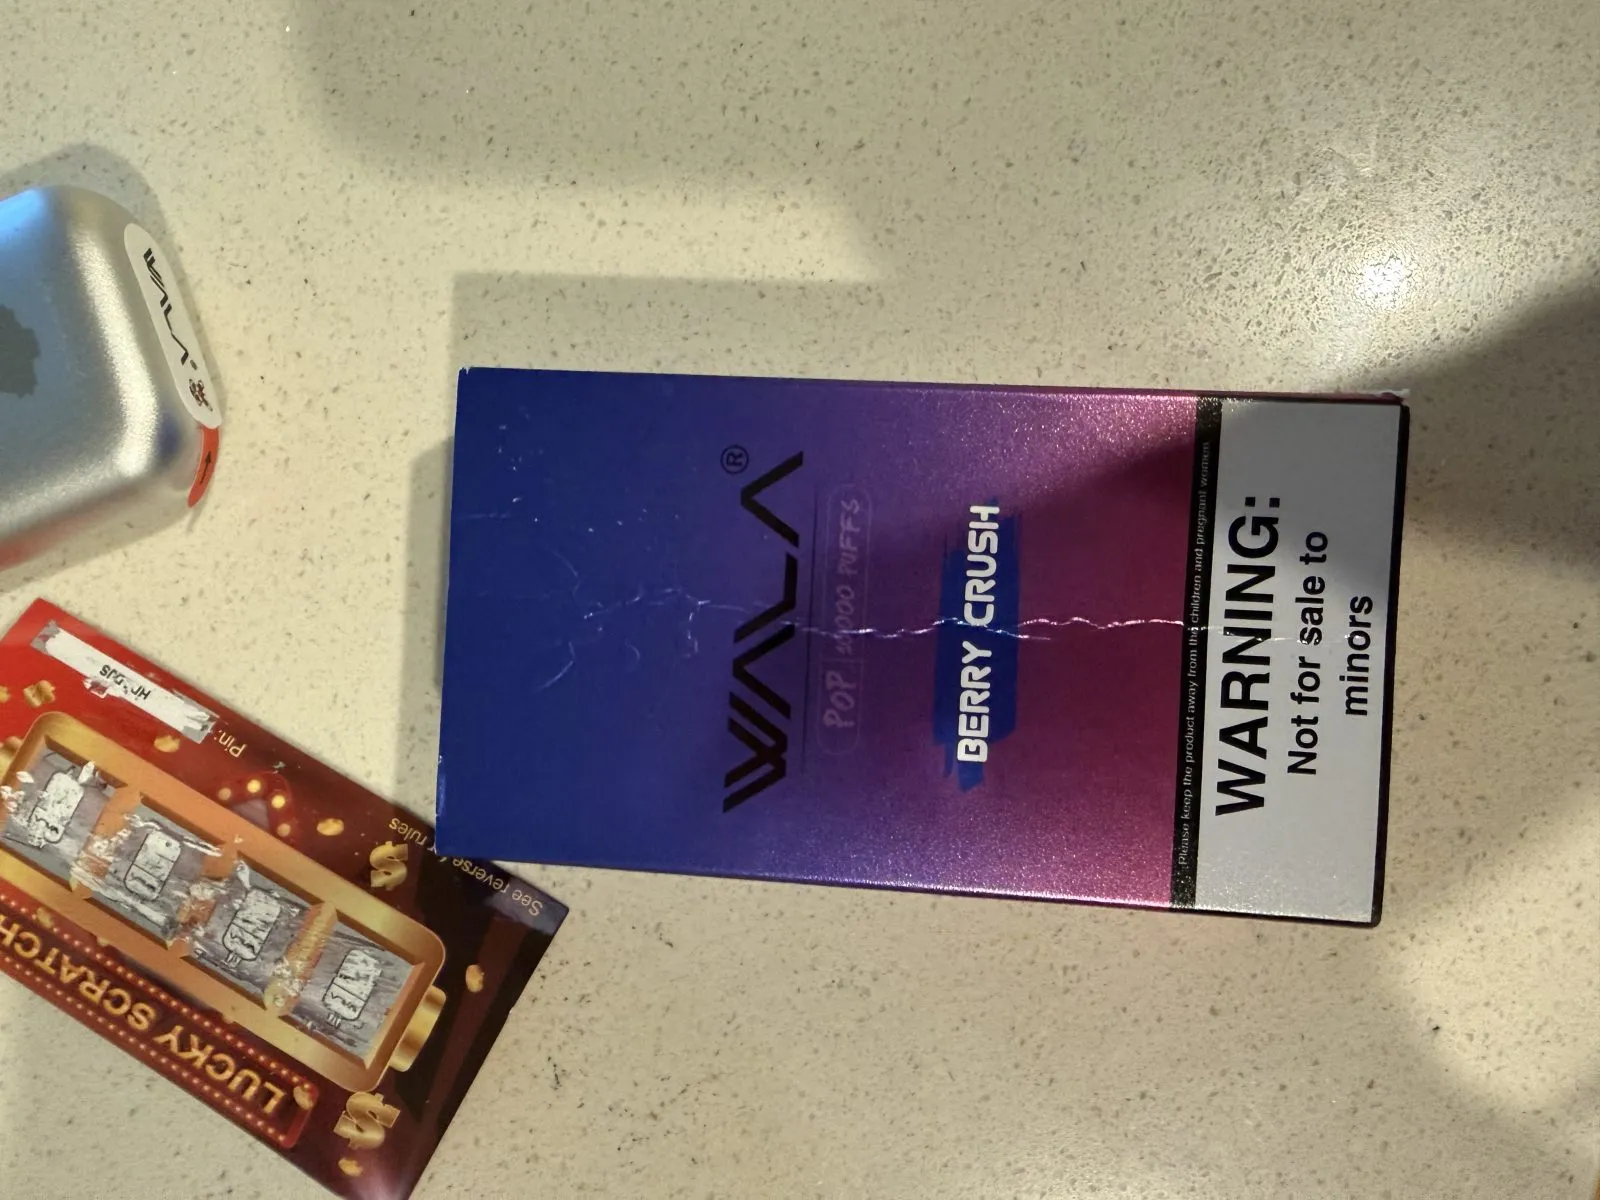 WALA®
POP 10000 PUFFS
BERRY CRUSH
Please keep the product away from the children and pregnant women
WARNING:
Not for sale to
minors
WALA
LUCKY SCRATCH
See reverse for rules
Pin: